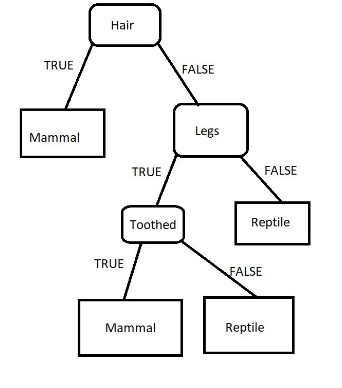 Hair
TRUE
FALSE
Mammal
Legs
TRUE
FALSE
Toothed
Reptile
TRUE
FALSE
Mammal
Reptile